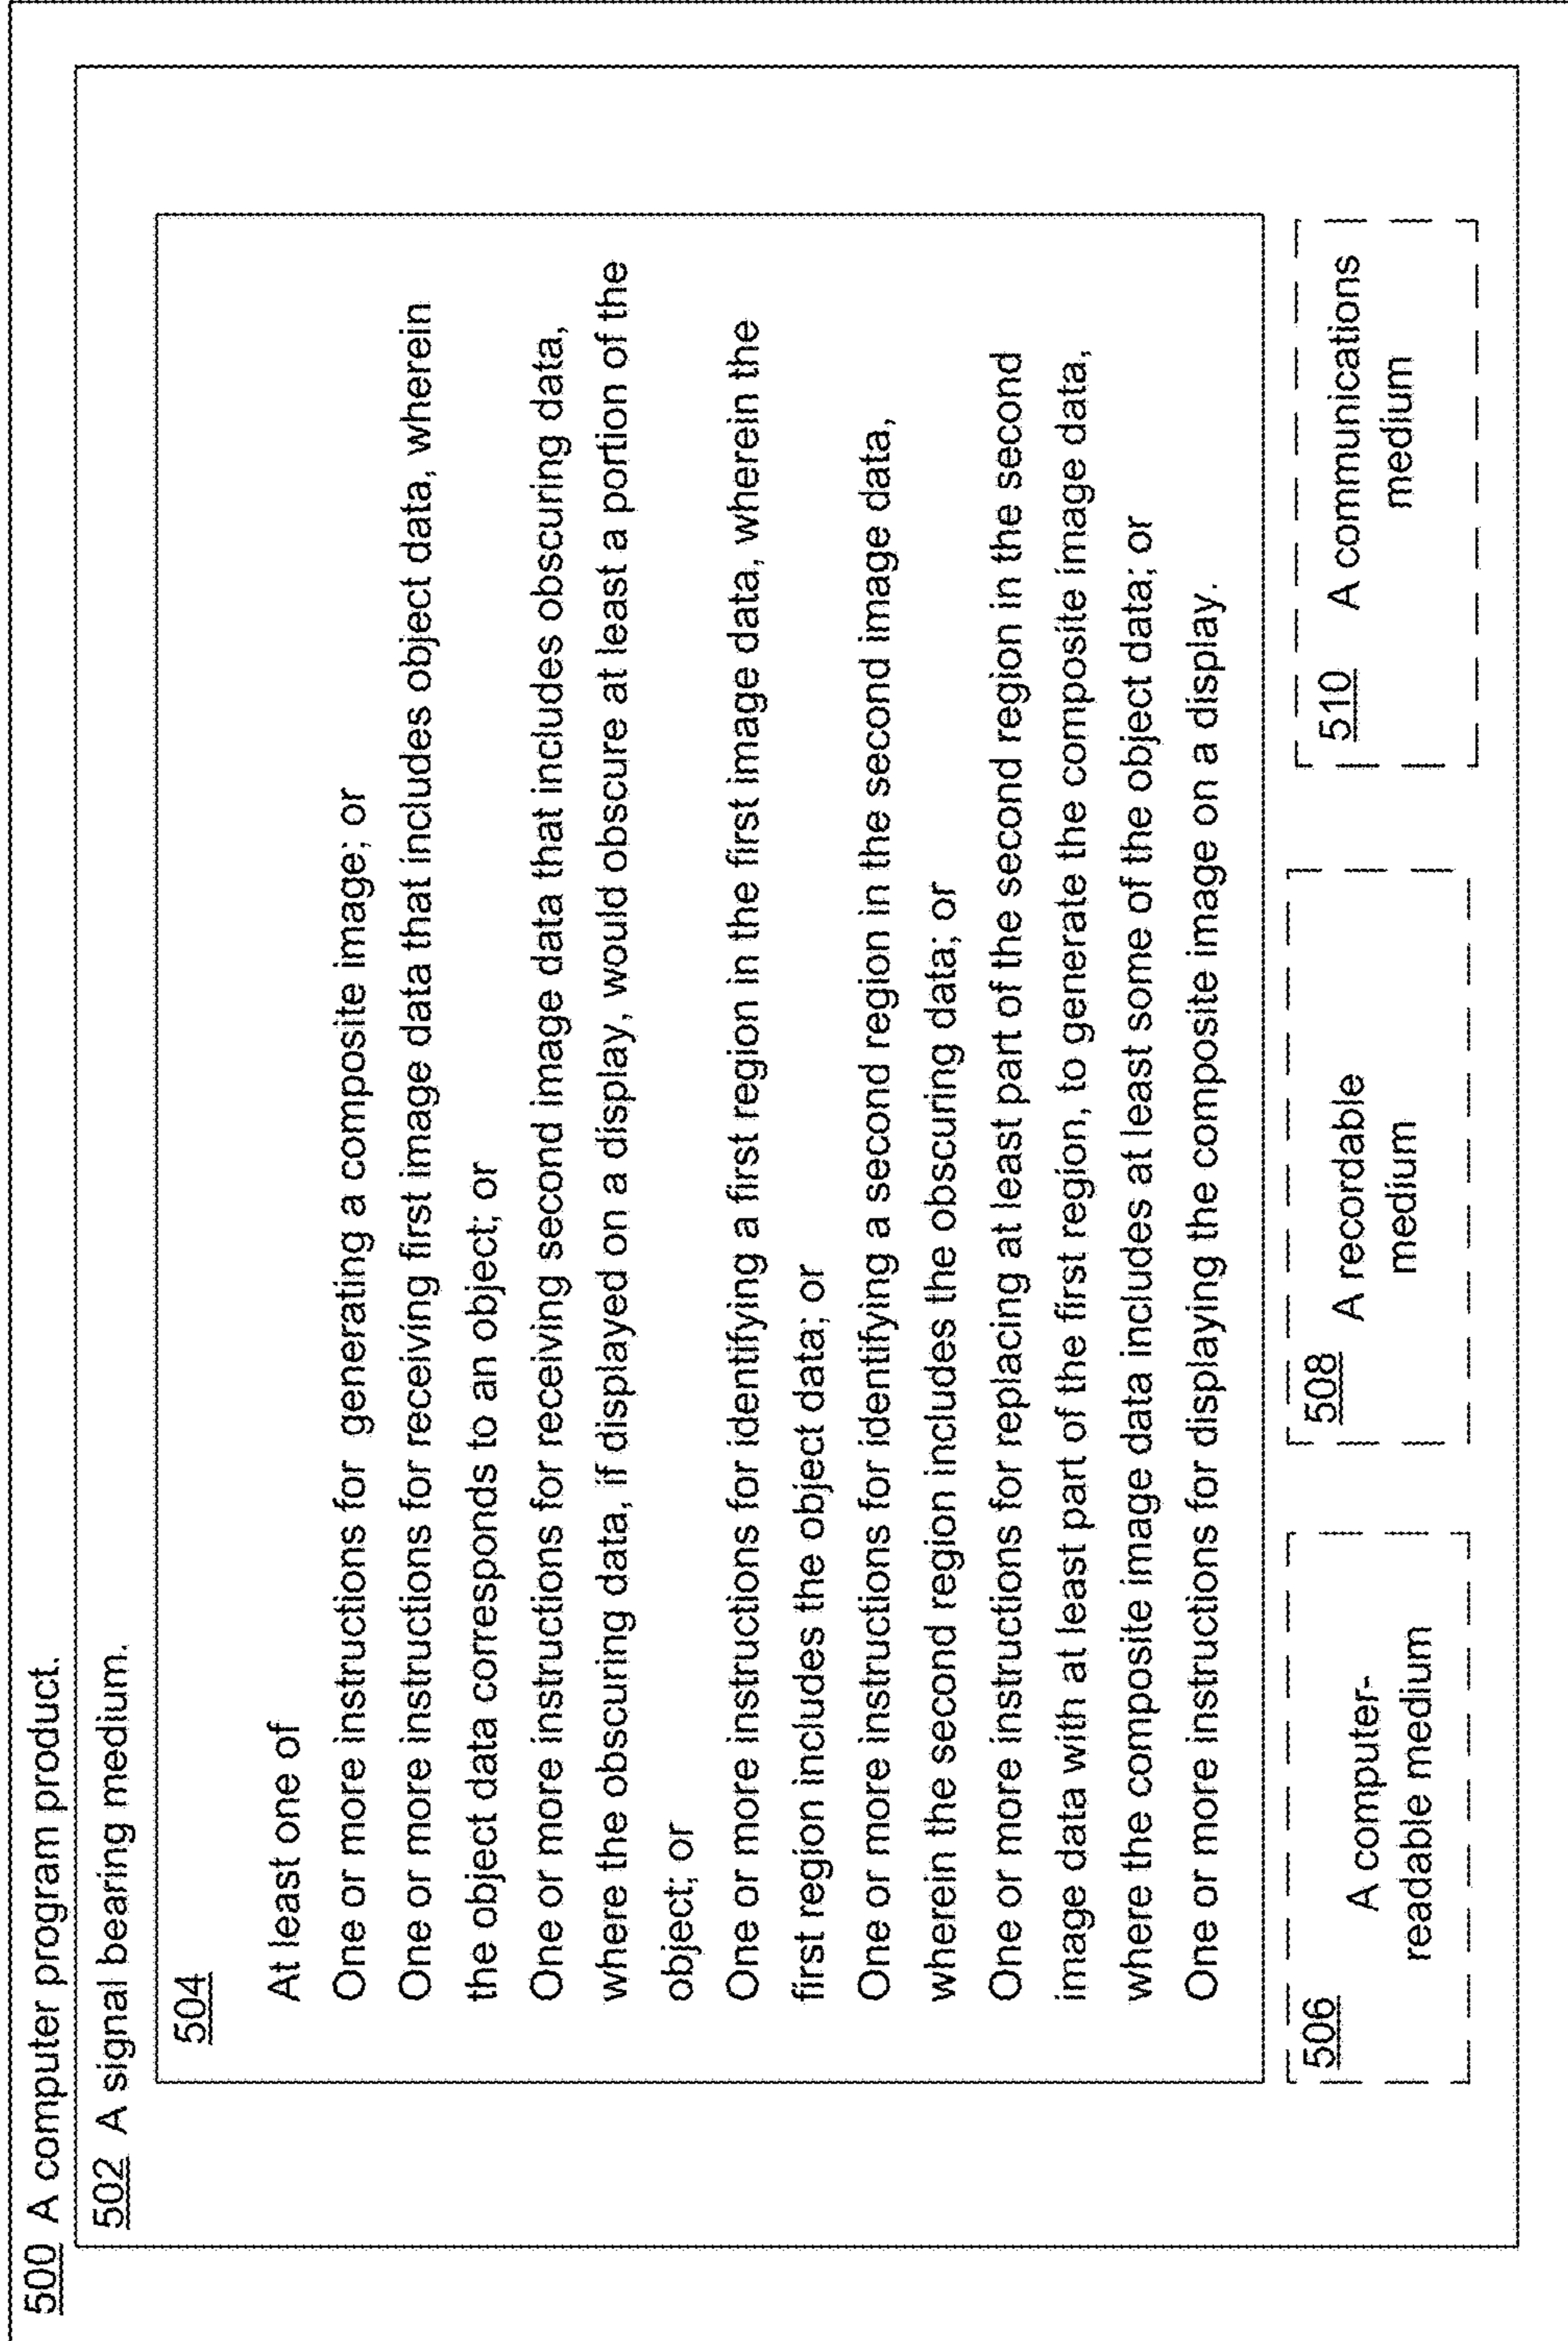 500 A computer program product.
502 A signal bearing medium.
504
At least one of
One or more instructions for generating a composite image; or
One or more instructions for receiving first image data that includes object data, wherein
the object data corresponds to an object; or
One or more instructions for receiving second image data that includes obscuring data,
where the obscuring data, if displayed on a display, would obscure at least a portion of the
object; or
One or more instructions for identifying a first region in the first image data, wherein the
first region includes the object data; or
One or more instructions for identifying a second region in the second image data,
wherein the second region includes the obscuring data; or
One or more instructions for replacing at least part of the second region in the second
image data with at least part of the first region, to generate the composite image data,
where the composite image data includes at least some of the object data; or
One or more instructions for displaying the composite image on a display.
506 A computer-
readable medium
508 A recordable
medium
510 A communications
medium